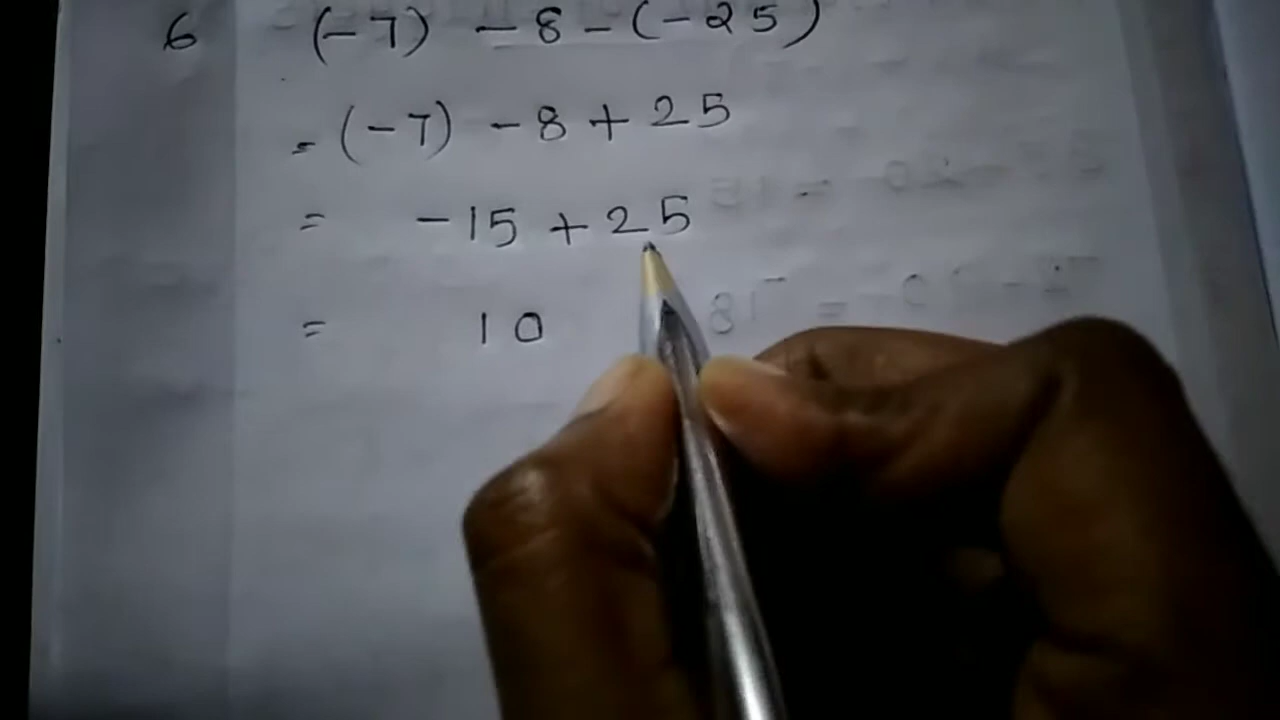 6 (-7) - 8 - (-25)
= (-7) - 8 + 25
= -15 + 25
= 10